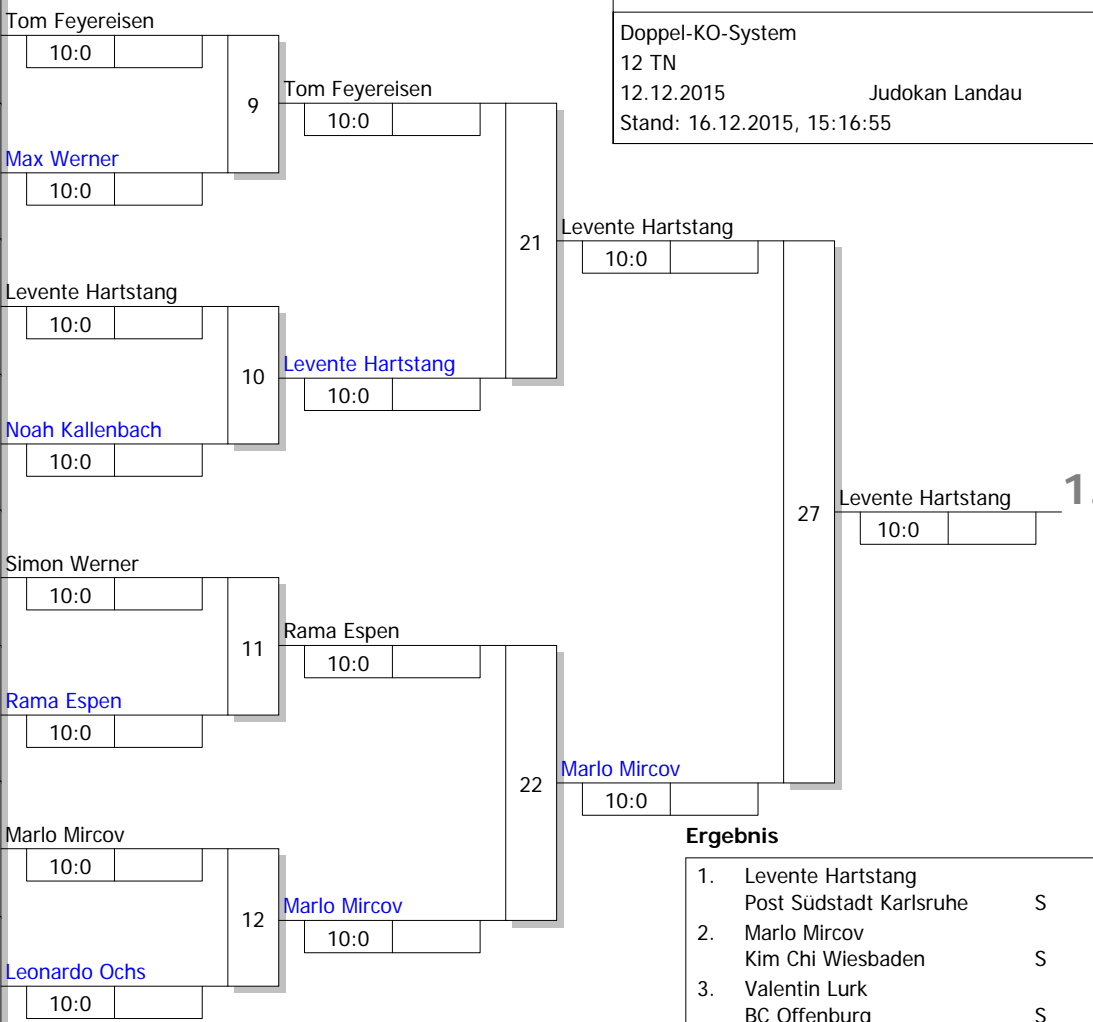 Tom Feyereisen
10:0
9
Max Werner
10:0
Tom Feyereisen
10:0
Levente Hartstang
10:0
10
Noah Kallenbach
10:0
Levente Hartstang
10:0
21
Levente Hartstang
10:0
Simon Werner
10:0
11
Rama Espen
10:0
Rama Espen
10:0
Marlo Mircov
10:0
12
Leonardo Ochs
10:0
Marlo Mircov
10:0
22
Marlo Mircov
10:0
27
Levente Hartstang
10:0
1.
Doppel-KO-System
12 TN
12.12.2015 Judokan Landau
Stand: 16.12.2015, 15:16:55
Ergebnis
1. Levente Hartstang
Post Südstadt Karlsruhe S
2. Marlo Mircov
Kim Chi Wiesbaden S
3. Valentin Lurk
BC Offenburg S